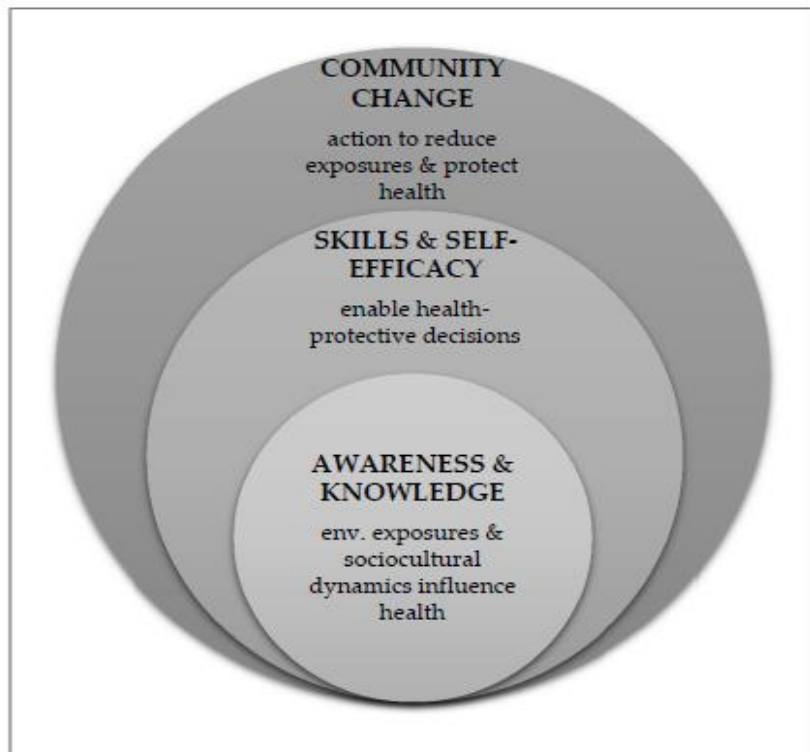 COMMUNITY
CHANGE
action to reduce
exposures & protect
health
SKILLS & SELF-
EFFICACY
enable health-
protective decisions
AWARENESS &
KNOWLEDGE
env. exposures &
sociocultural
dynamics influence
health